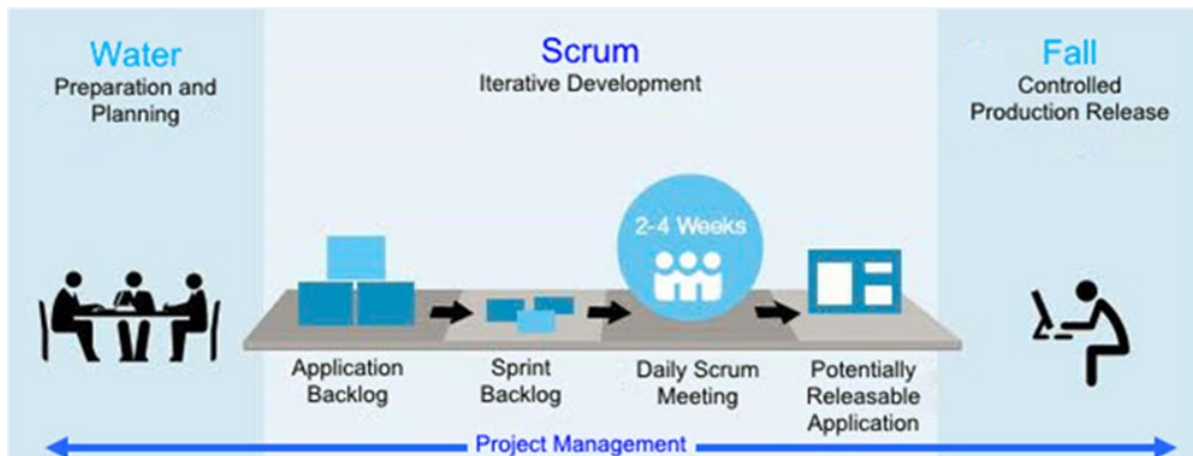 Water
Preparation and
Planning
Scrum
Iterative Development
Fall
Controlled
Production Release
2-4 Weeks
Application
Backlog
Sprint
Backlog
Daily Scrum
Meeting
Potentially
Releasable
Application
Project Management